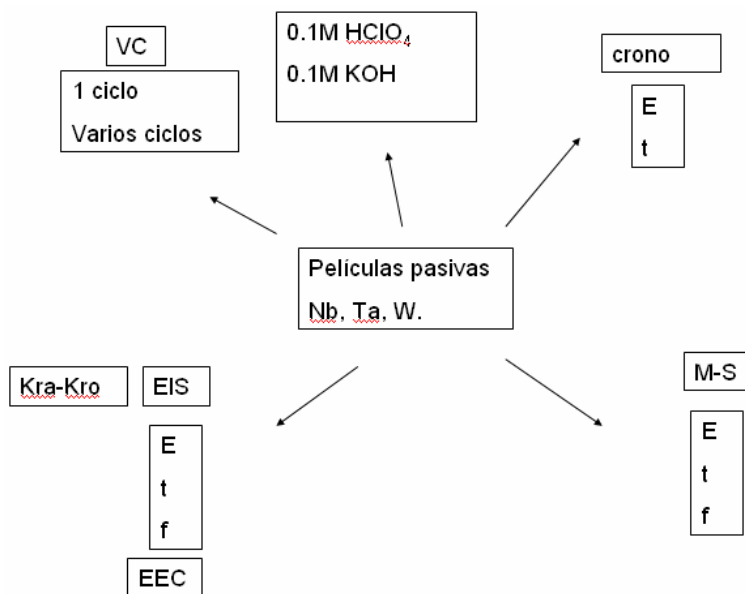 VC
1 ciclo
Varios ciclos
0.1M HClO₄
0.1M KOH
crono
E
t
Películas pasivas
Nb, Ta, W.
Kra-Kro
EIS
E
t
f
EEC
M-S
E
t
f